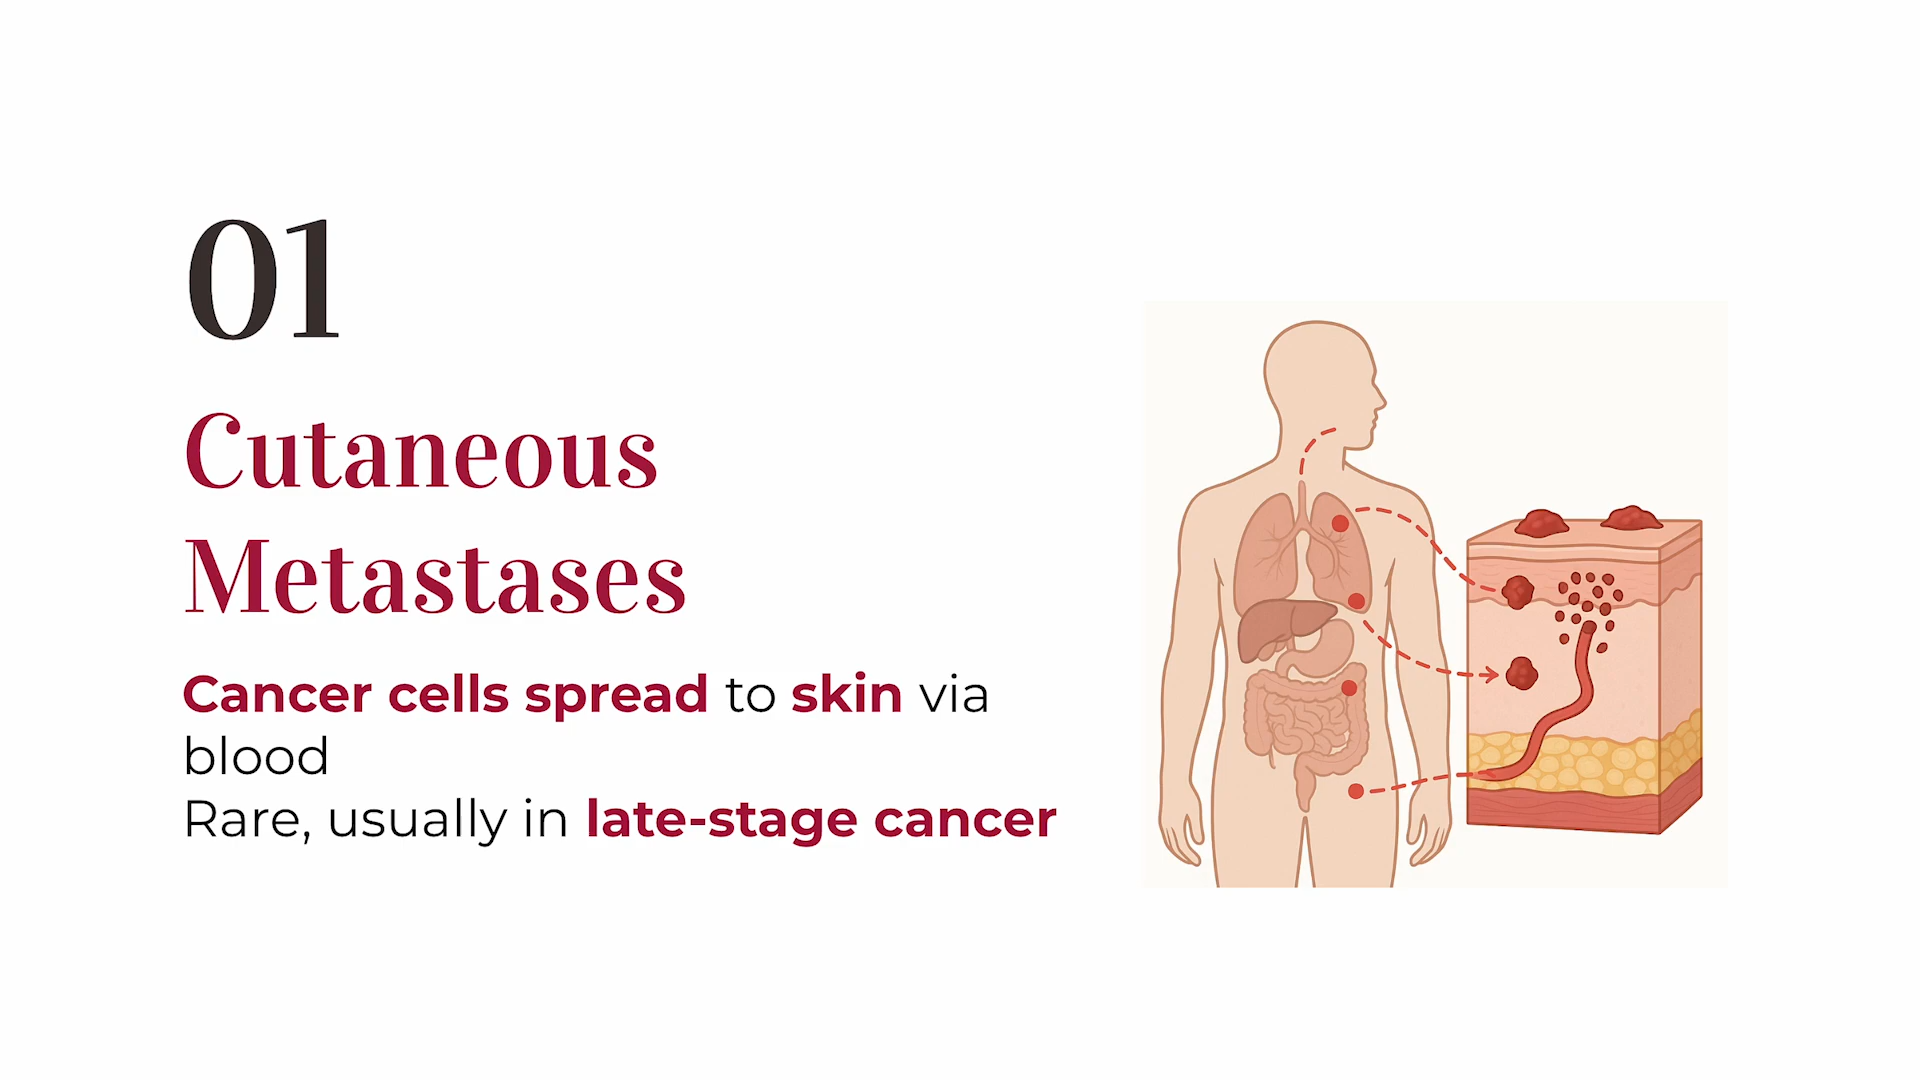 01
Cutaneous
Metastases
Cancer cells spread to skin via
blood
Rare, usually in late-stage cancer